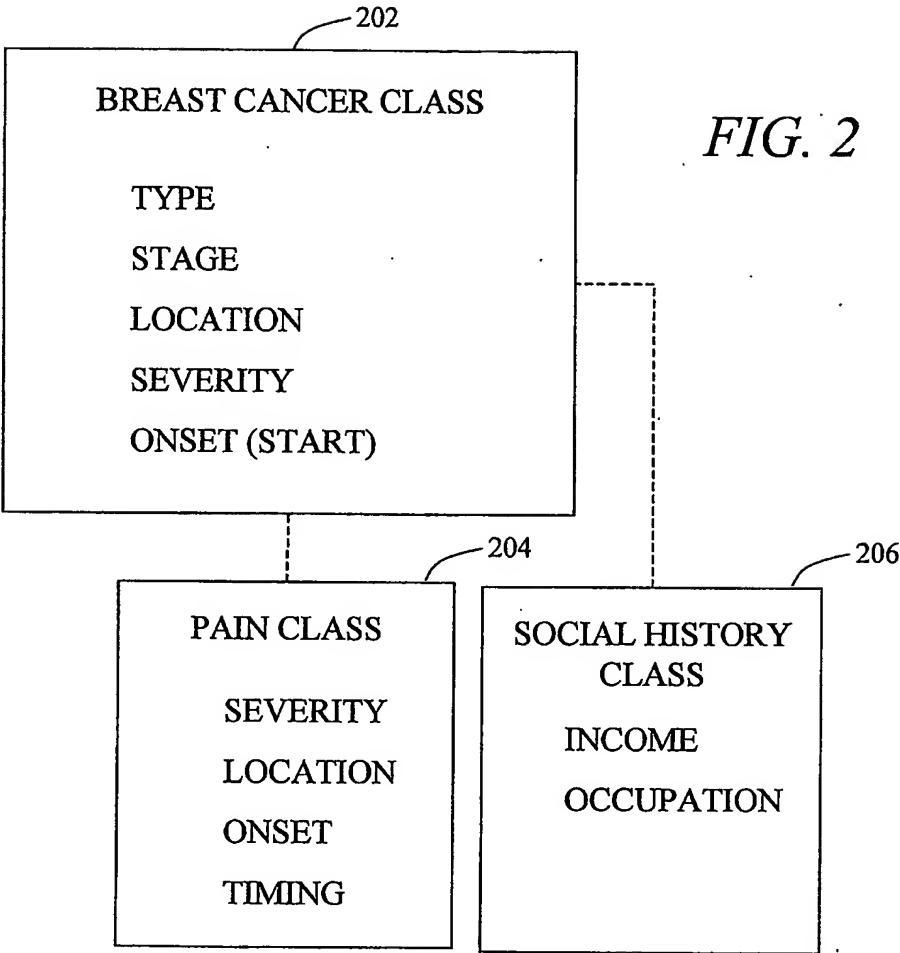 202
BREAST CANCER CLASS
FIG. 2
TYPE
STAGE
LOCATION
SEVERITY
ONSET (START)
204
206
PAIN CLASS
SEVERITY
LOCATION
ONSET
TIMING
SOCIAL HISTORY
CLASS
INCOME
OCCUPATION